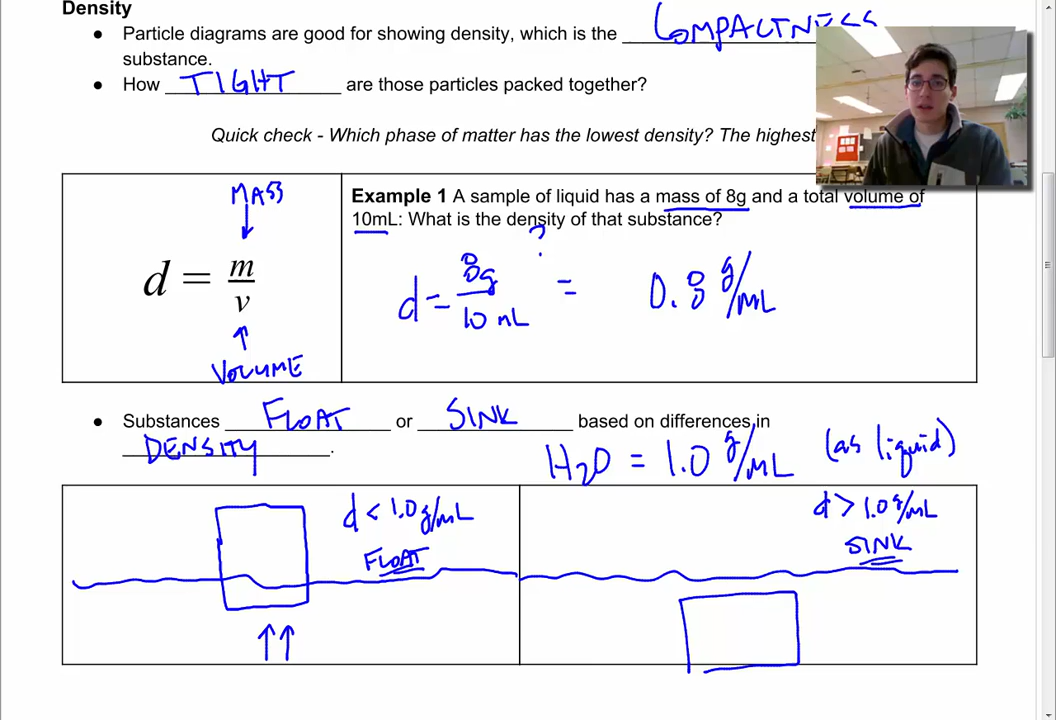 Density
● Particle diagrams are good for showing density, which is the COMPACTNESS
substance.
● How TIGHT are those particles packed together?
Quick check - Which phase of matter has the lowest density? The highest
MASS
d = m/v
VOLUME
Example 1 A sample of liquid has a mass of 8g and a total volume of
10mL: What is the density of that substance?
?
d = 8g/10 mL = 0.8 g/mL
● Substances FLOAT or SINK based on differences in
DENSITY.
H2O = 1.0 g/mL (as liquid)
d < 1.0 g/mL
FLOAT
d > 1.0 g/mL
SINK